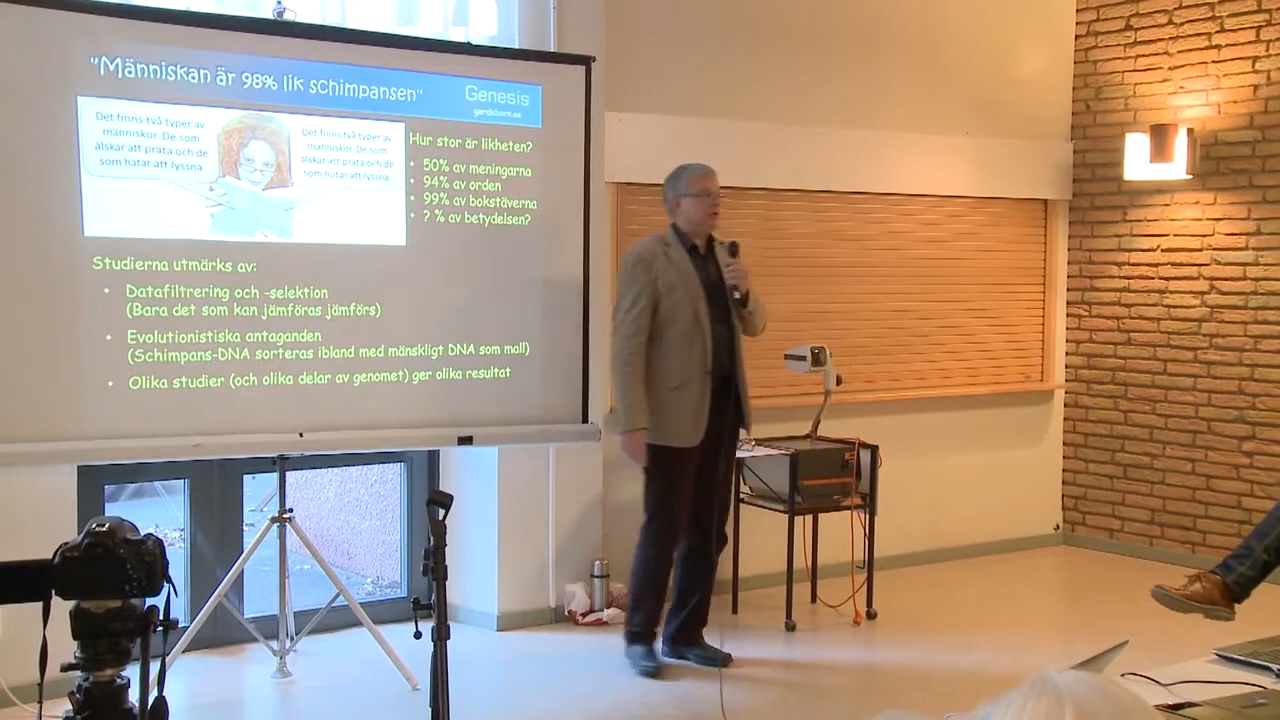 "Människan är 98% lik schimpansen"
Genesis
gardeborn.se
Det finns två typer av
människor. De som
älskar att prata och de
som hatar att lyssna.
Det finns två typer av
människor. De som
älskar att prata och de
som hutar att lyssna.
Hur stor är likheten?
• 50% av meningarna
• 94% av orden
• 99% av bokstäverna
• ? % av betydelsen?
Studierna utmärks av:
• Datafiltrering och -selektion
(Bara det som kan jämföras jämförs)
• Evolutionistiska antaganden
(Schimpans-DNA sorteras ibland med mänskligt DNA som mall)
• Olika studier (och olika delar av genomet) ger olika resultat